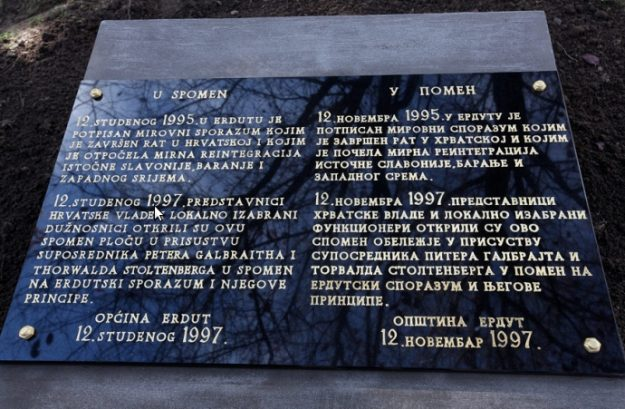 U SPOMEN
12. STUDENOG 1995. U ERDUTU JE
POTPISAN MIROVNI SPORAZUM KOJIM
JE ZAVRŠEN RAT U HRVATSKOJ I KOJIM
JE OTPOČELA MIRNA REINTEGRACIJA
ISTOČNE SLAVONIJE, BARANJE I
ZAPADNOG SRIJEMA.
12. STUDENOG 1997. PREDSTAVNICI
HRVATSKE VLADE I LOKALNO IZABRANI
DUŽNOSNICI OTKRILI SU OVU
SPOMEN PLOČU U PRISUSTVU
SUPOSREDNIKA PETERA GALBRAITHA I
THORWALDA STOLTENBERGA U SPOMEN
NA ERDUTSKI SPORAZUM I NJEGOVE
PRINCIPE.
OPĆINA ERDUT
12. STUDENOG 1997.
У ПОМЕН
12. НОВЕМБРА 1995. У ЕРДУТУ ЈЕ
ПОТПИСАН МИРОВНИ СПОРАЗУМ КОЈИМ
ЈЕ ЗАВРШЕН РАТ У ХРВАТСКОЈ И КОЈИМ
ЈЕ ПОЧЕЛА МИРНА РЕИНТЕГРАЦИЈА
ИСТОЧНЕ СЛАВОНИЈЕ, БАРАЊЕ И
ЗАПАДНОГ СРЕМА.
12. НОВЕМБРА 1997. ПРЕДСТАВНИЦИ
ХРВАТСКЕ ВЛАДЕ И ЛОКАЛНО ИЗАБРАНИ
ФУНКЦИОНЕРИ ОТКРИЛИ СУ ОВО
СПОМЕН ОБЕЛЕЖЈЕ У ПРИСУСТВУ
СУПОСРЕДНИКА ПИТЕРА ГАЛБРАЈТА И
ТОРВАЛДА СТОЛТЕНБЕРГА У ПОМЕН НА
ЕРДУТСКИ СПОРАЗУМ И ЊЕГОВЕ
ПРИНЦИПЕ.
ОПШТИНА ЕРДУТ
12. НОВЕМБАР 1997.